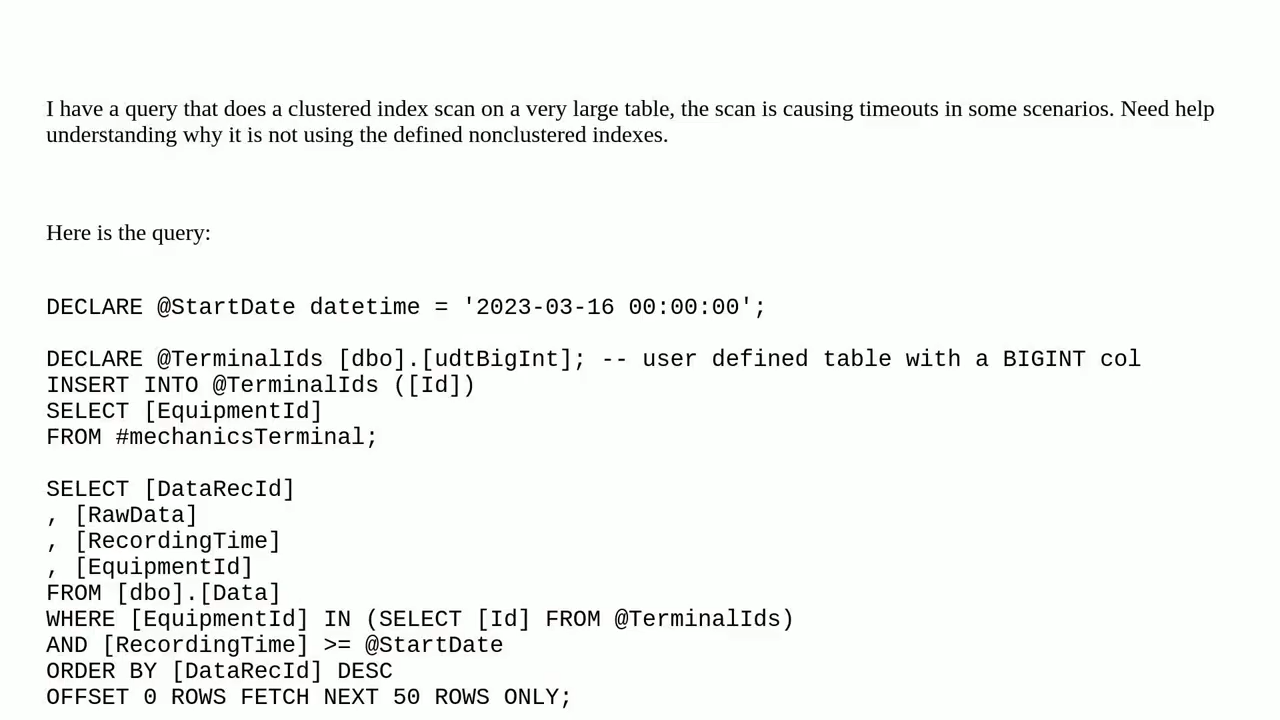 I have a query that does a clustered index scan on a very large table, the scan is causing timeouts in some scenarios. Need help
understanding why it is not using the defined nonclustered indexes.
Here is the query:
DECLARE @StartDate datetime = '2023-03-16 00:00:00';
DECLARE @TerminalIds [dbo].[udtBigInt]; -- user defined table with a BIGINT col
INSERT INTO @TerminalIds ([Id])
SELECT [EquipmentId]
FROM #mechanicsTerminal;
SELECT [DataRecId]
, [RawData]
, [RecordingTime]
, [EquipmentId]
FROM [dbo].[Data]
WHERE [EquipmentId] IN (SELECT [Id] FROM @TerminalIds)
AND [RecordingTime] >= @StartDate
ORDER BY [DataRecId] DESC
OFFSET 0 ROWS FETCH NEXT 50 ROWS ONLY;